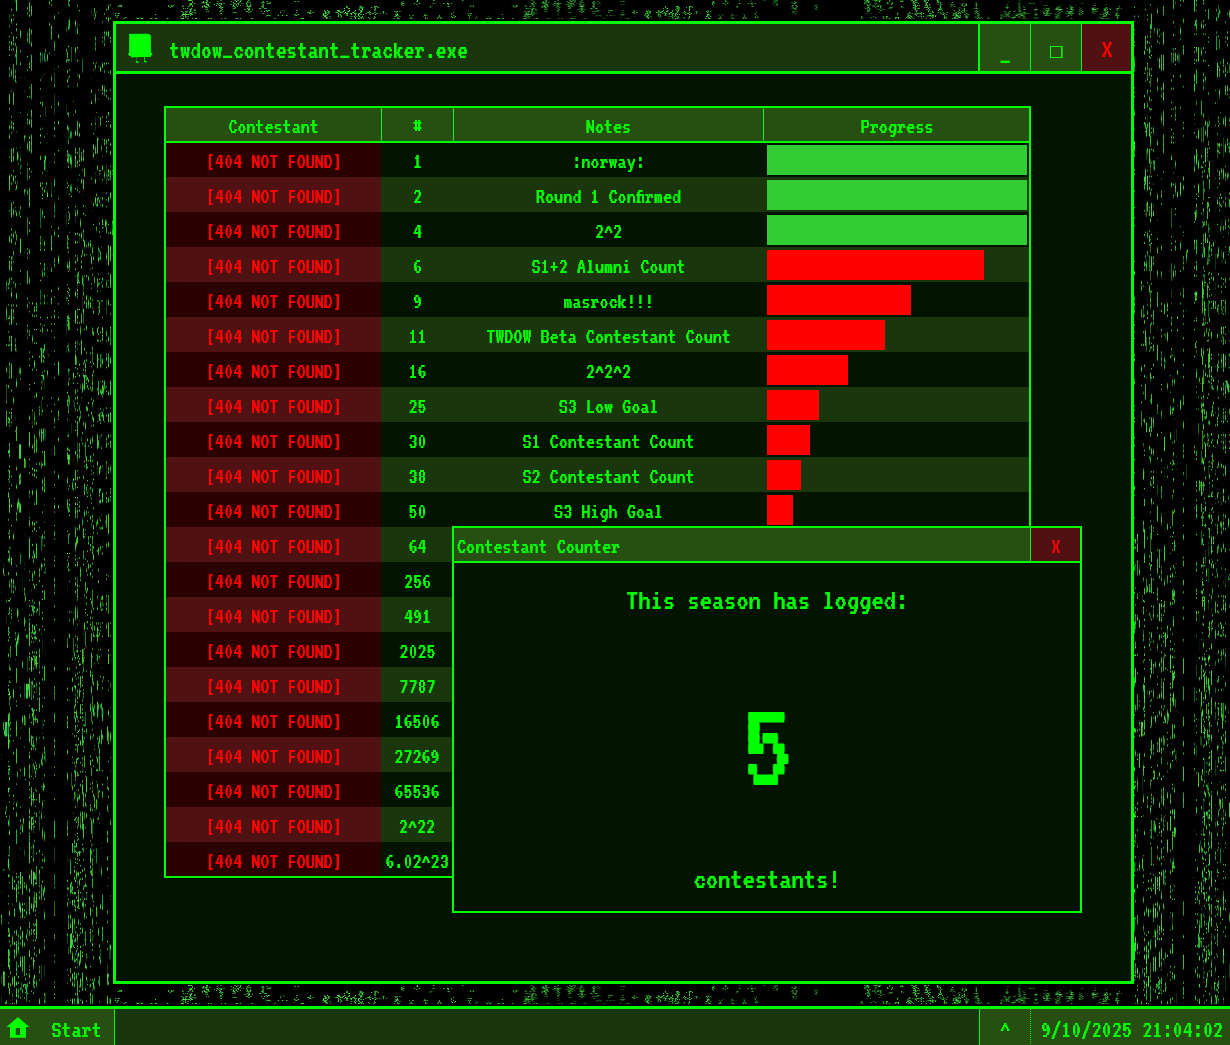 twdow_contestant_tracker.exe _ □ X
Contestant # Notes Progress
[404 NOT FOUND] 1 :norway:
[404 NOT FOUND] 2 Round 1 Confirmed
[404 NOT FOUND] 4 2^2
[404 NOT FOUND] 6 S1+2 Alumni Count
[404 NOT FOUND] 9 masrock!!!
[404 NOT FOUND] 11 TWDOW Beta Contestant Count
[404 NOT FOUND] 16 2^2^2
[404 NOT FOUND] 25 S3 Low Goal
[404 NOT FOUND] 30 S1 Contestant Count
[404 NOT FOUND] 38 S2 Contestant Count
[404 NOT FOUND] 50 S3 High Goal
[404 NOT FOUND] 64
[404 NOT FOUND] 256
[404 NOT FOUND] 491
[404 NOT FOUND] 2025
[404 NOT FOUND] 7787
[404 NOT FOUND] 16506
[404 NOT FOUND] 27269
[404 NOT FOUND] 65536
[404 NOT FOUND] 2^22
[404 NOT FOUND] 6.02^23
Contestant Counter X
This season has logged:
5
contestants!
Start ^ 9/10/2025 21:04:02